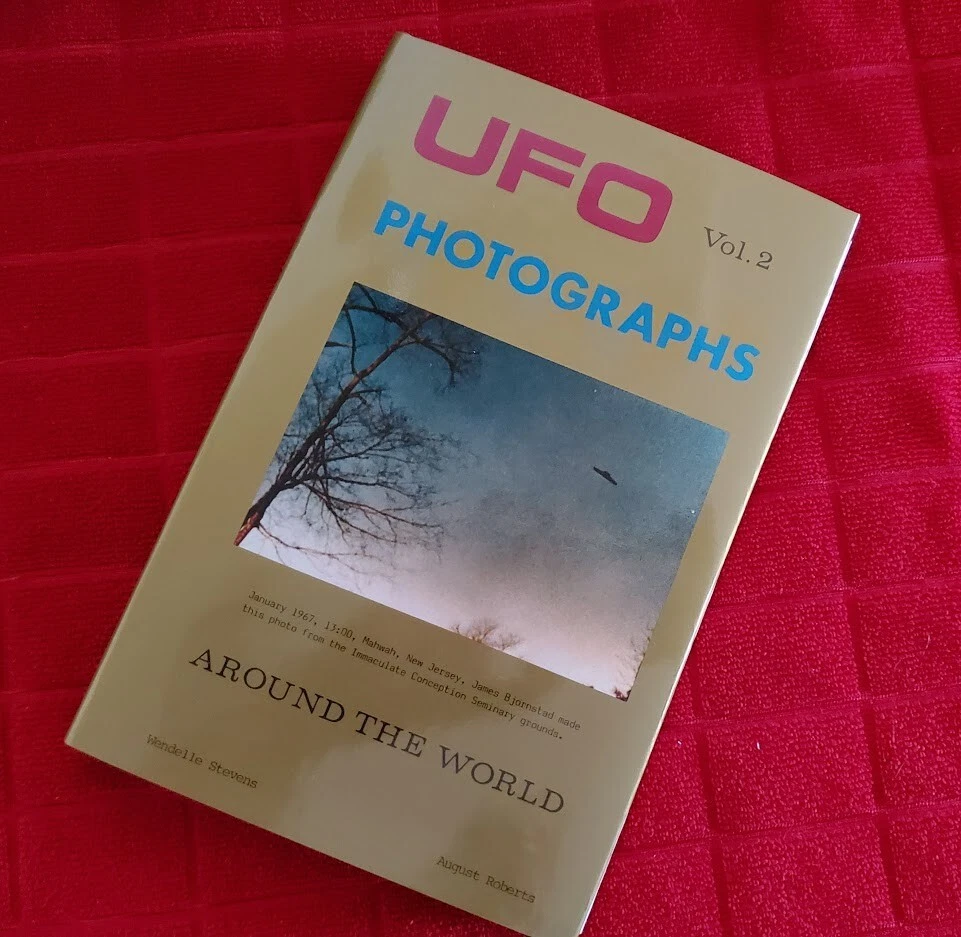 UFO
Vol. 2
PHOTOGRAPHS
January 1967, 13:00, Mahwah, New Jersey, James Bjornstad made
this photo from the Immaculate Conception Seminary grounds.
AROUND THE WORLD
Wendelle Stevens
August Roberts